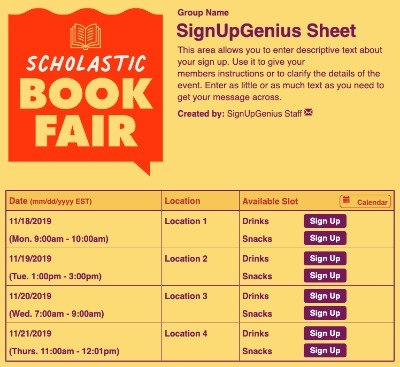 SCHOLASTIC
BOOK
FAIR
Group Name
SignUpGenius Sheet
This area allows you to enter descriptive text about
your sign up. Use it to give your
members instructions or to clarify the details of the
event. Enter as little or as much text as you need to
get your message across.
Created by: SignUpGenius Staff
Date (mm/dd/yyyy EST) Location Available Slot Calendar
11/18/2019 Location 1 Drinks Sign Up
(Mon. 9:00am - 10:00am) Snacks Sign Up
11/19/2019 Location 2 Drinks Sign Up
(Tue. 1:00pm - 3:00pm) Snacks Sign Up
11/20/2019 Location 3 Drinks Sign Up
(Wed. 7:00am - 9:00am) Snacks Sign Up
11/21/2019 Location 4 Drinks Sign Up
(Thurs. 11:00am - 12:01pm) Snacks Sign Up